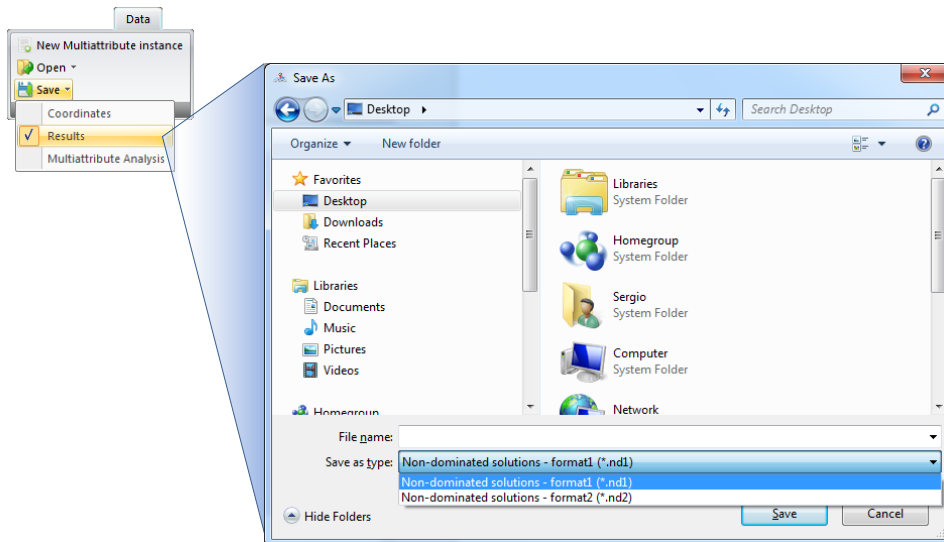 Data
New Multiattribute instance
Open
Save
Coordinates
Results
Multiattribute Analysis
Save As
Desktop
Search Desktop
Organize
New folder
Favorites
Desktop
Downloads
Recent Places
Libraries
Documents
Music
Pictures
Videos
Homegroup
Libraries
System Folder
Homegroup
System Folder
Sergio
System Folder
Computer
System Folder
Network
File name:
Save as type: Non-dominated solutions - format1 (*.nd1)
Non-dominated solutions - format1 (*.nd1)
Non-dominated solutions - format2 (*.nd2)
Hide Folders
Save
Cancel